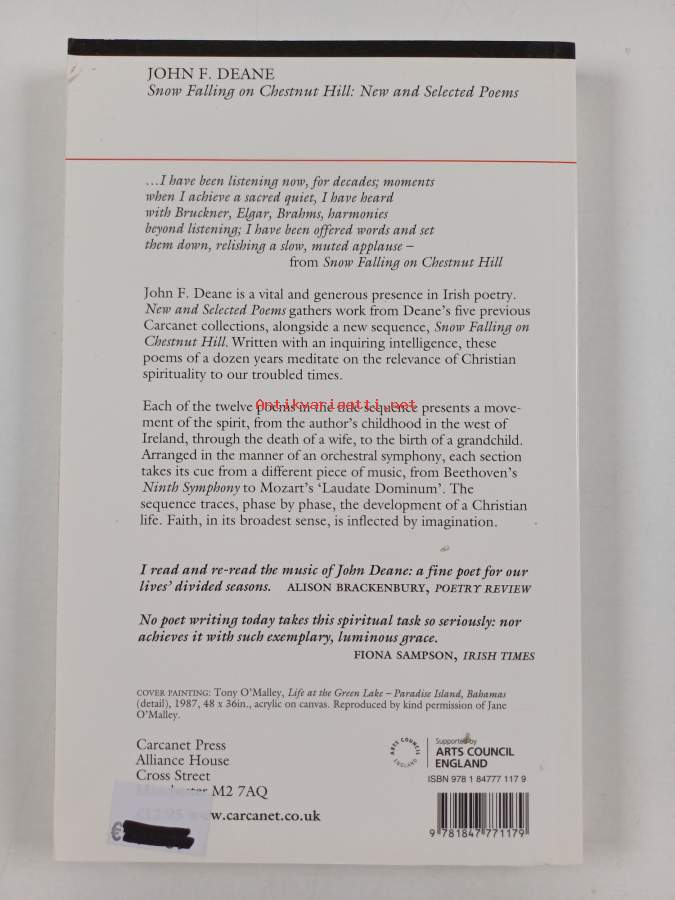 JOHN F. DEANE
Snow Falling on Chestnut Hill: New and Selected Poems
…I have been listening now, for decades; moments
when I achieve a sacred quiet, I have heard
with Bruckner, Elgar, Brahms, harmonies
beyond listening; I have been offered words and set
them down, relishing a slow, muted applause –
from Snow Falling on Chestnut Hill
John F. Deane is a vital and generous presence in Irish poetry.
New and Selected Poems gathers work from Deane's five previous
Carcanet collections, alongside a new sequence, Snow Falling on
Chestnut Hill. Written with an inquiring intelligence, these
poems of a dozen years meditate on the relevance of Christian
spirituality to our troubled times.
Antikvariaatti.net
Each of the twelve poems in the title sequence presents a move-
ment of the spirit, from the author's childhood in the west of
Ireland, through the death of a wife, to the birth of a grandchild.
Arranged in the manner of an orchestral symphony, each section
takes its cue from a different piece of music, from Beethoven's
Ninth Symphony to Mozart's 'Laudate Dominum'. The
sequence traces, phase by phase, the development of a Christian
life. Faith, in its broadest sense, is inflected by imagination.
I read and re-read the music of John Deane: a fine poet for our
lives' divided seasons. ALISON BRACKENBURY, POETRY REVIEW
No poet writing today takes this spiritual task so seriously: nor
achieves it with such exemplary, luminous grace.
FIONA SAMPSON, IRISH TIMES
COVER PAINTING: Tony O'Malley, Life at the Green Lake – Paradise Island, Bahamas
(detail), 1987, 48 x 36in., acrylic on canvas. Reproduced by kind permission of Jane
O'Malley.
Carcanet Press
Alliance House
Cross Street
M2 7AQ
www.carcanet.co.uk
€
ARTS COUNCIL
ENGLAND
Supported by
ARTS COUNCIL
ENGLAND
ISBN 978 1 84777 117 9
9 781847 771179